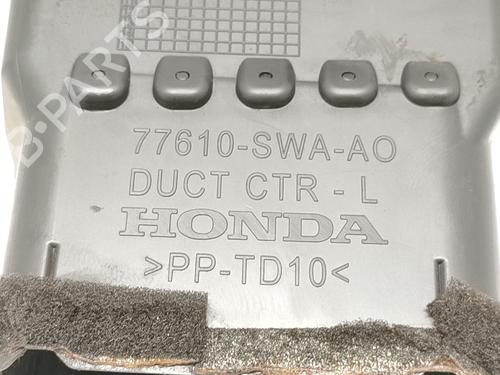 B-PARTS
77610-SWA-AO
DUCT CTR - L
HONDA
>PP-TD10<